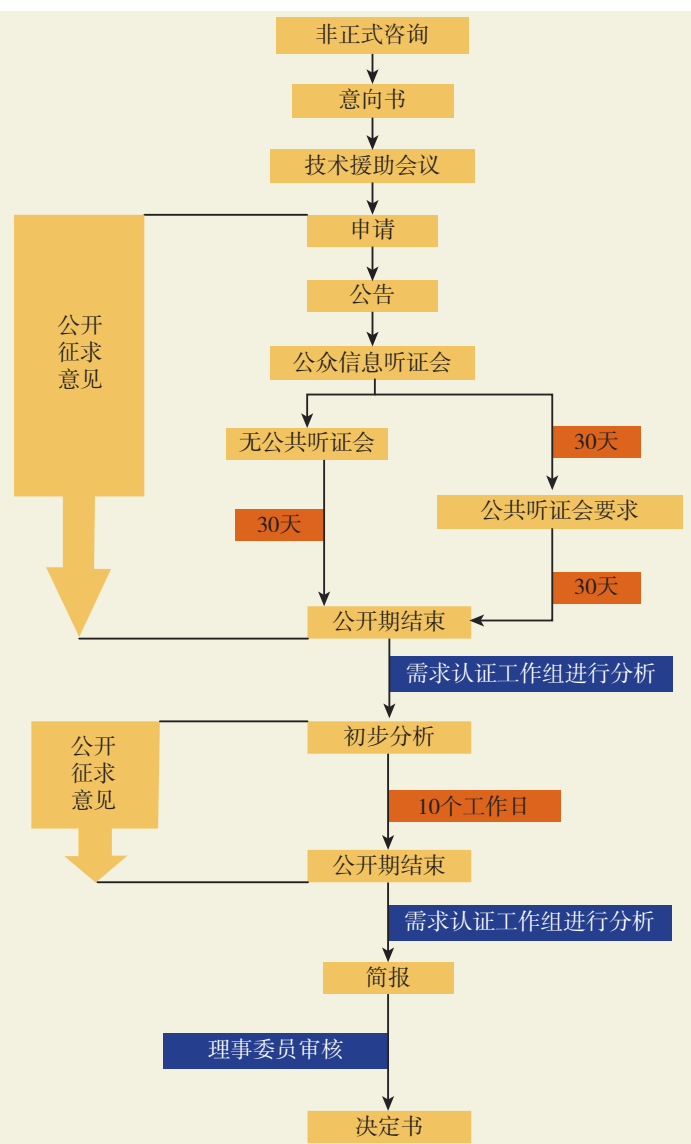 非正式咨询
意向书
技术援助会议
申请
公告
公开
征求
意见
公众信息听证会
无公共听证会
30天
30天
公共听证会要求
30天
公开期结束
需求认证工作组进行分析
初步分析
公开
征求
意见
10个工作日
公开期结束
需求认证工作组进行分析
简报
理事委员审核
决定书